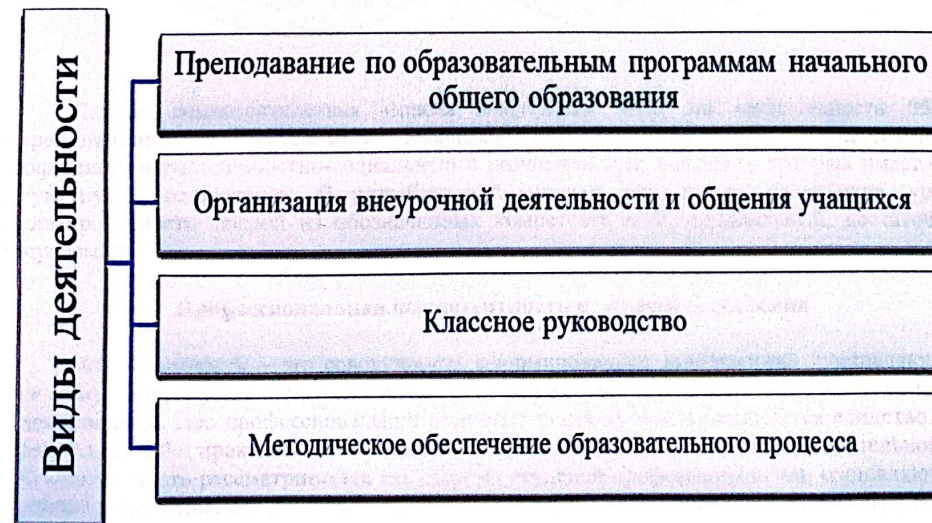 Виды деятельности
Преподавание по образовательным программам начального
общего образования
Организация внеурочной деятельности и общения учащихся
Классное руководство
Методическое обеспечение образовательного процесса